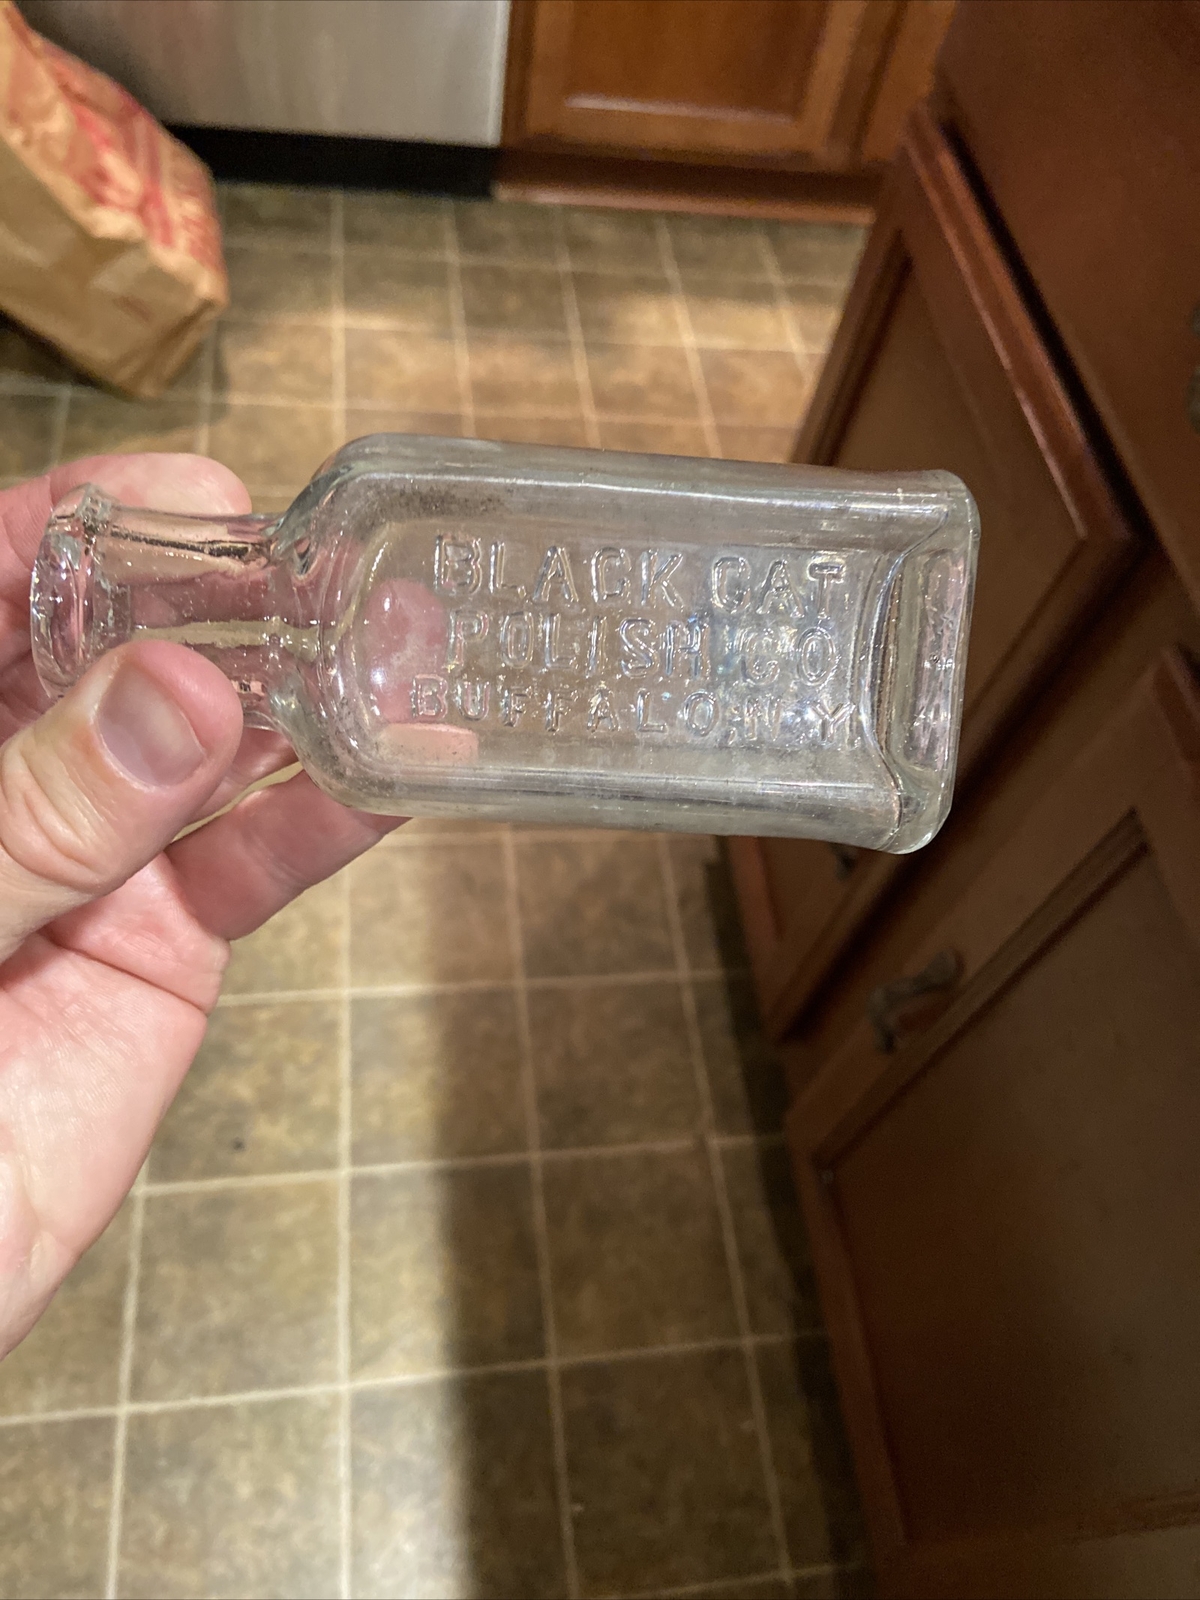 BLACK CAT
POLISH CO
BUFFALO, N.Y.